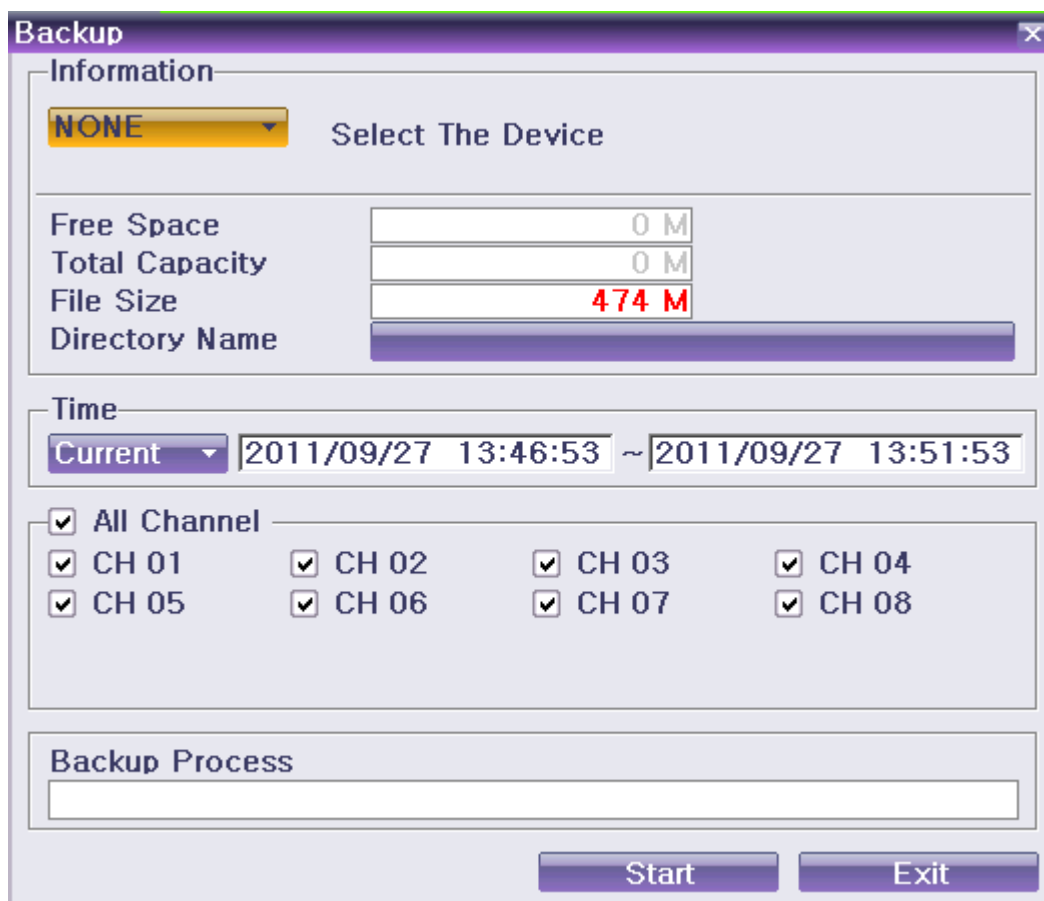 Backup
Information
NONE Select The Device
Free Space 0 M
Total Capacity 0 M
File Size 474 M
Directory Name
Time
Current 2011/09/27 13:46:53 ~ 2011/09/27 13:51:53
All Channel
CH 01 CH 02 CH 03 CH 04
CH 05 CH 06 CH 07 CH 08
Backup Process
Start Exit